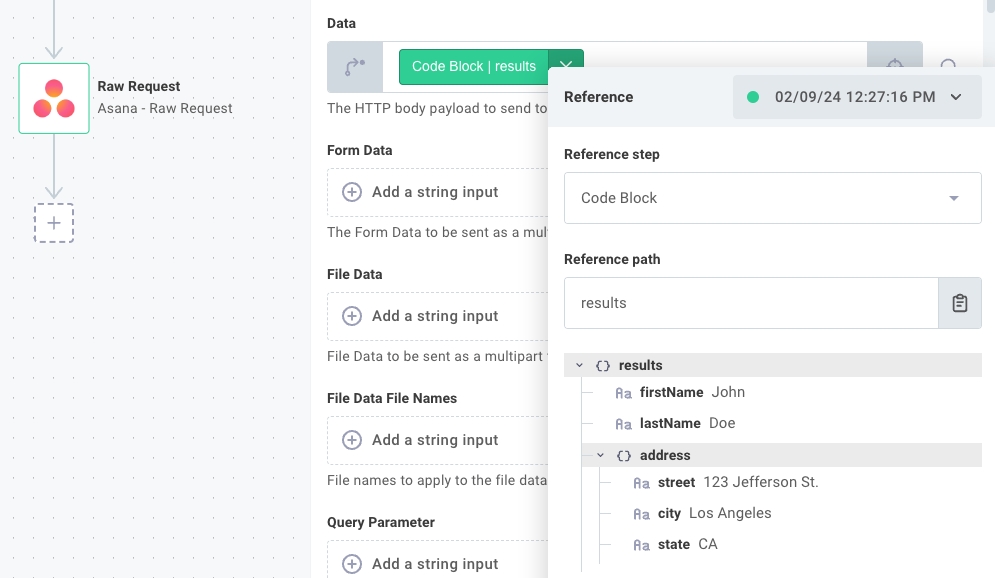 Raw Request
Asana - Raw Request
Data
Code Block | results
The HTTP body payload to send to
Form Data
Add a string input
The Form Data to be sent as a mul
File Data
Add a string input
File Data to be sent as a multipart
File Data File Names
Add a string input
File names to apply to the file data
Query Parameter
Add a string input
Reference
02/09/24 12:27:16 PM
Reference step
Code Block
Reference path
results
{} results
Aa firstName John
Aa lastName Doe
{} address
Aa street 123 Jefferson St.
Aa city Los Angeles
Aa state CA